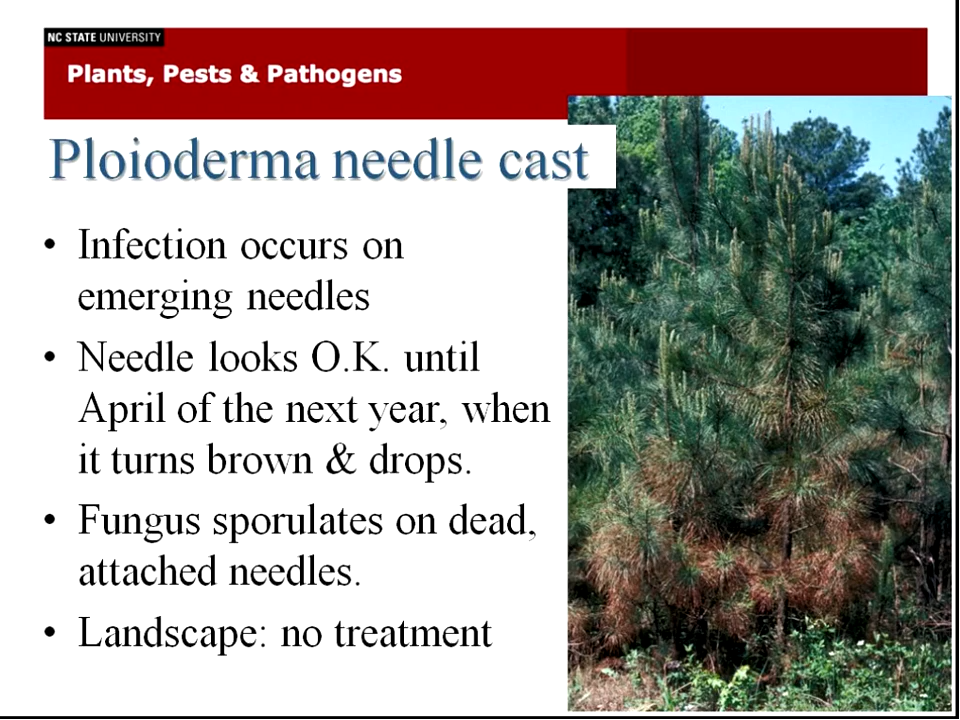 NC STATE UNIVERSITY
Plants, Pests & Pathogens
Ploioderma needle cast
• Infection occurs on
emerging needles
• Needle looks O.K. until
April of the next year, when
it turns brown & drops.
• Fungus sporulates on dead,
attached needles.
• Landscape: no treatment